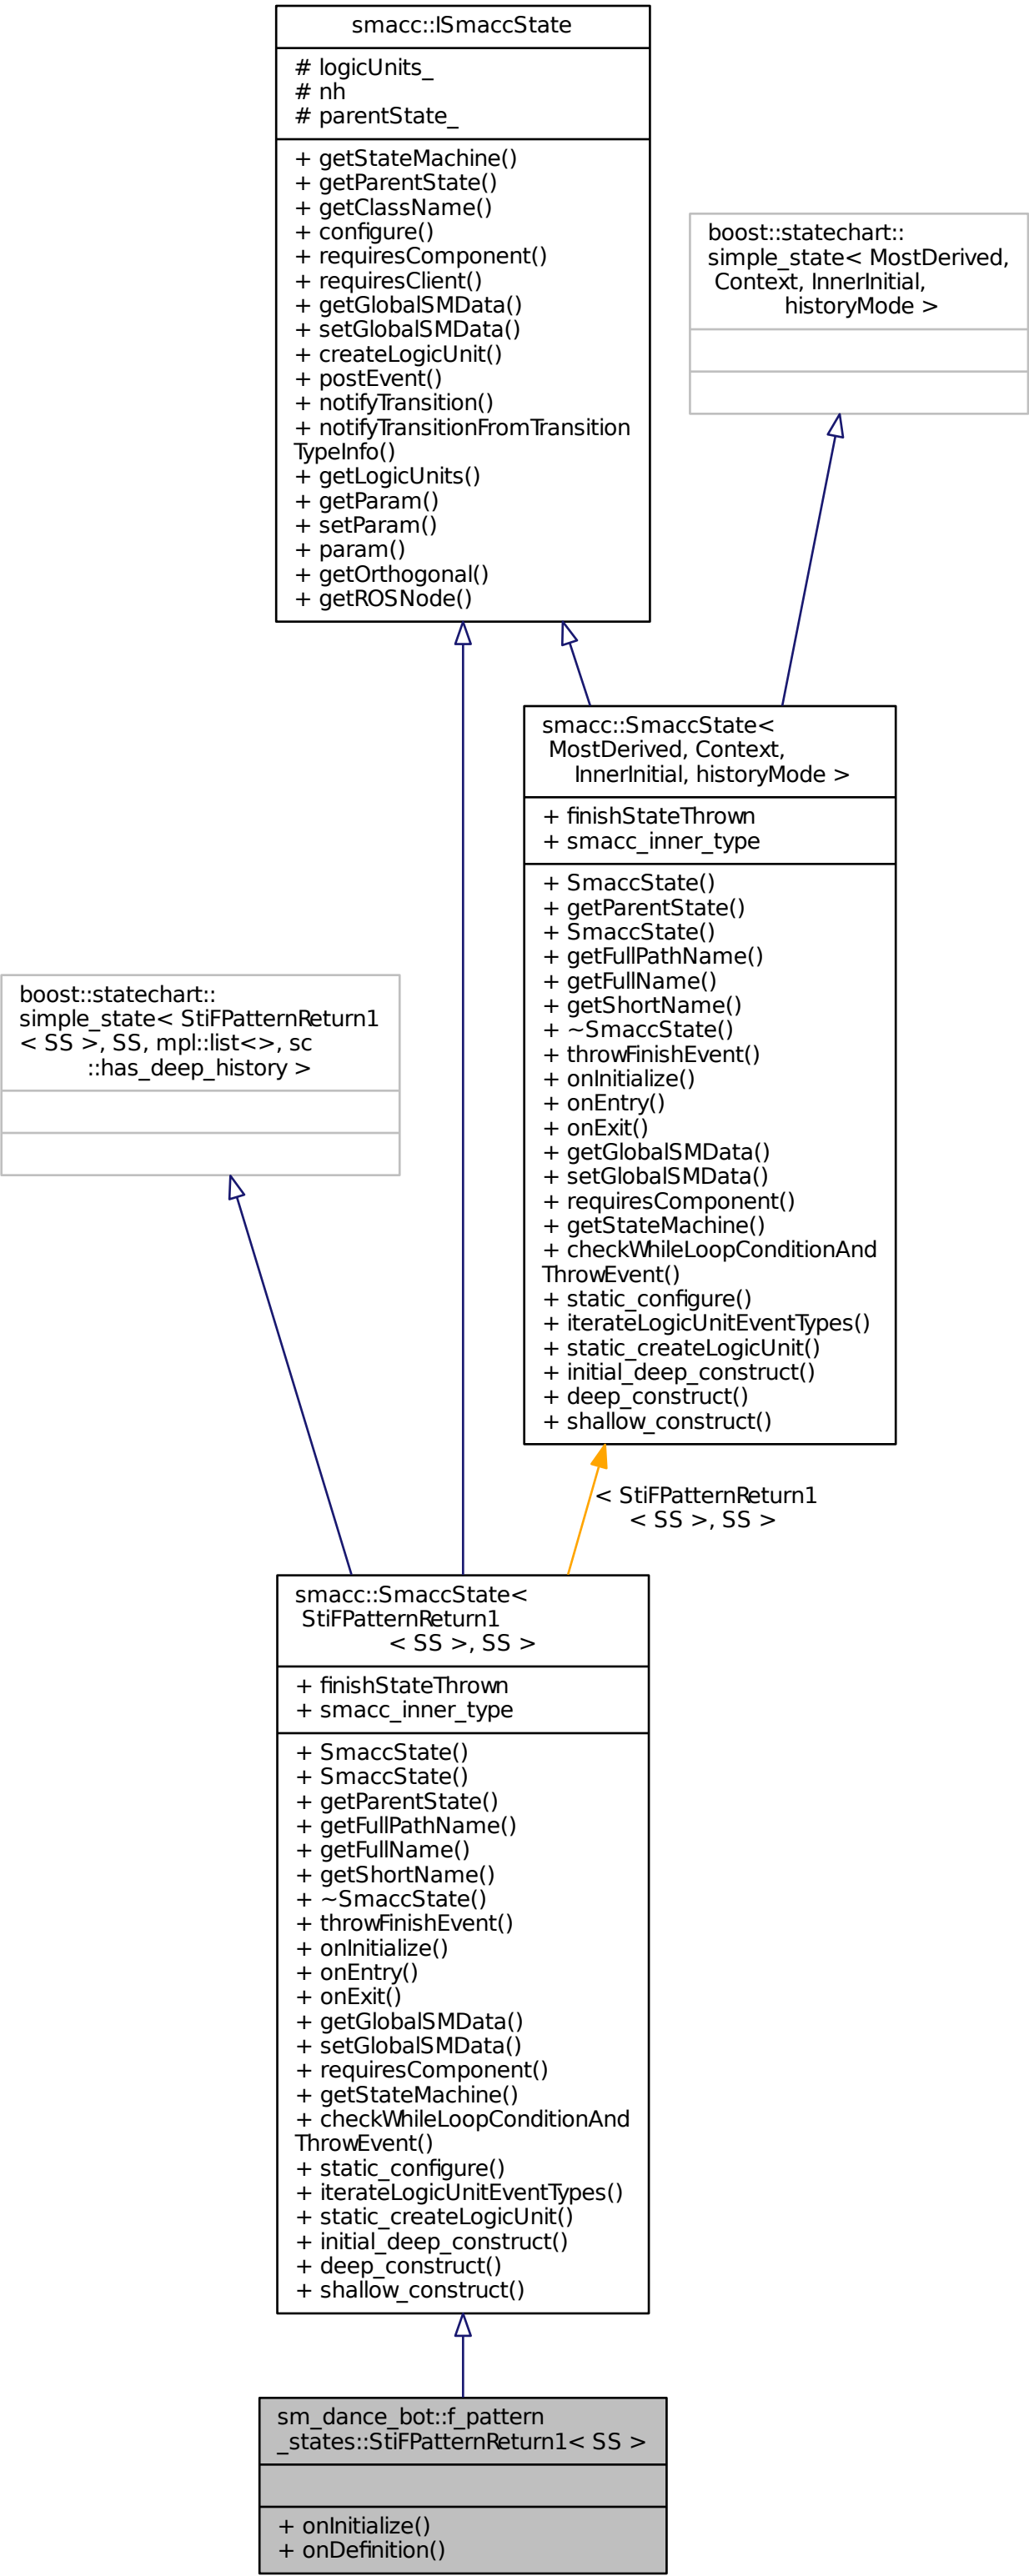 smacc::ISmaccState
# logicUnits_
# nh
# parentState_
+ getStateMachine()
+ getParentState()
+ getClassName()
+ configure()
+ requiresComponent()
+ requiresClient()
+ getGlobalSMData()
+ setGlobalSMData()
+ createLogicUnit()
+ postEvent()
+ notifyTransition()
+ notifyTransitionFromTransition
TypeInfo()
+ getLogicUnits()
+ getParam()
+ setParam()
+ param()
+ getOrthogonal()
+ getROSNode()
boost::statechart::
simple_state< MostDerived,
Context, InnerInitial,
historyMode >
smacc::SmaccState<
MostDerived, Context,
InnerInitial, historyMode >
+ finishStateThrown
+ smacc_inner_type
+ SmaccState()
+ getParentState()
+ SmaccState()
+ getFullPathName()
+ getFullName()
+ getShortName()
+ ~SmaccState()
+ throwFinishEvent()
+ onInitialize()
+ onEntry()
+ onExit()
+ getGlobalSMData()
+ setGlobalSMData()
+ requiresComponent()
+ getStateMachine()
+ checkWhileLoopConditionAnd
ThrowEvent()
+ static_configure()
+ iterateLogicUnitEventTypes()
+ static_createLogicUnit()
+ initial_deep_construct()
+ deep_construct()
+ shallow_construct()
boost::statechart::
simple_state< StiFPatternReturn1
< SS >, SS, mpl::list<>, sc
::has_deep_history >
< StiFPatternReturn1
< SS >, SS >
smacc::SmaccState<
StiFPatternReturn1
< SS >, SS >
+ finishStateThrown
+ smacc_inner_type
+ SmaccState()
+ SmaccState()
+ getParentState()
+ getFullPathName()
+ getFullName()
+ getShortName()
+ ~SmaccState()
+ throwFinishEvent()
+ onInitialize()
+ onEntry()
+ onExit()
+ getGlobalSMData()
+ setGlobalSMData()
+ requiresComponent()
+ getStateMachine()
+ checkWhileLoopConditionAnd
ThrowEvent()
+ static_configure()
+ iterateLogicUnitEventTypes()
+ static_createLogicUnit()
+ initial_deep_construct()
+ deep_construct()
+ shallow_construct()
sm_dance_bot::f_pattern
_states::StiFPatternReturn1< SS >
+ onInitialize()
+ onDefinition()